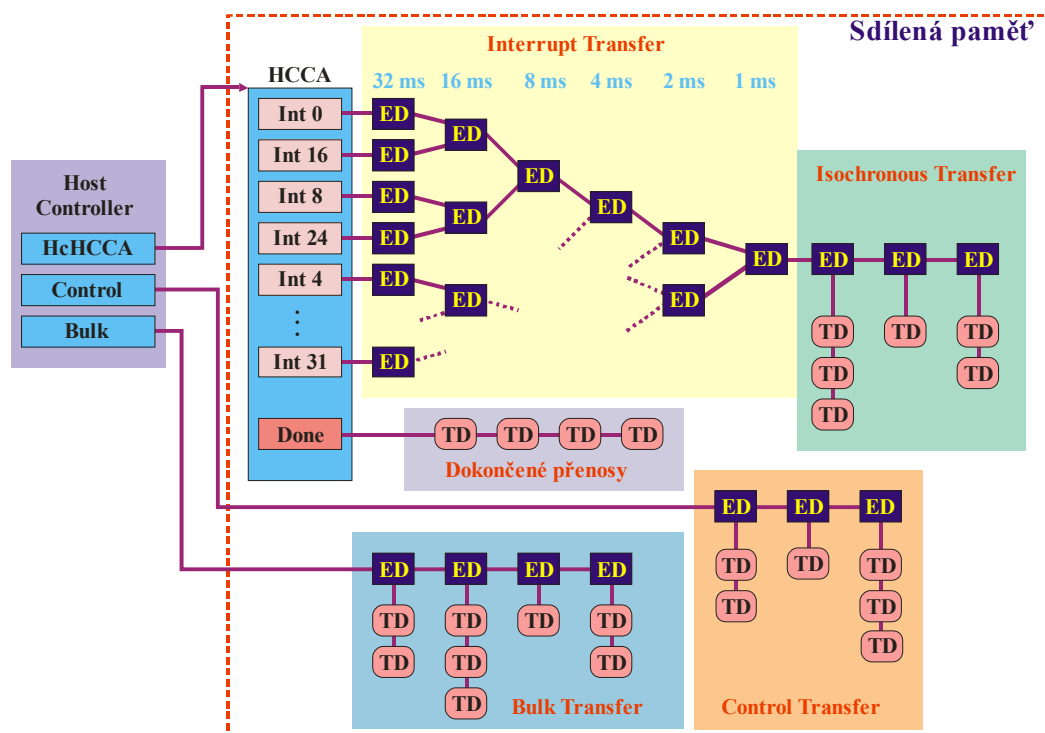 Sdílená paměť
Interrupt Transfer
HCCA
32 ms 16 ms 8 ms 4 ms 2 ms 1 ms
Int 0
ED
ED
Int 16
ED
ED
Int 8
ED
ED
ED
Int 24
ED
ED
Int 4
ED
ED
ED
ED
Int 31
ED
Host
Controller
HcHCCA
Control
Bulk
Isochronous Transfer
ED ED ED
TD TD TD
TD TD
TD
Done
TD TD TD TD
Dokončené přenosy
ED ED ED
TD TD TD
TD TD
TD
Control Transfer
ED ED ED ED
TD TD TD TD
TD TD TD
TD
Bulk Transfer